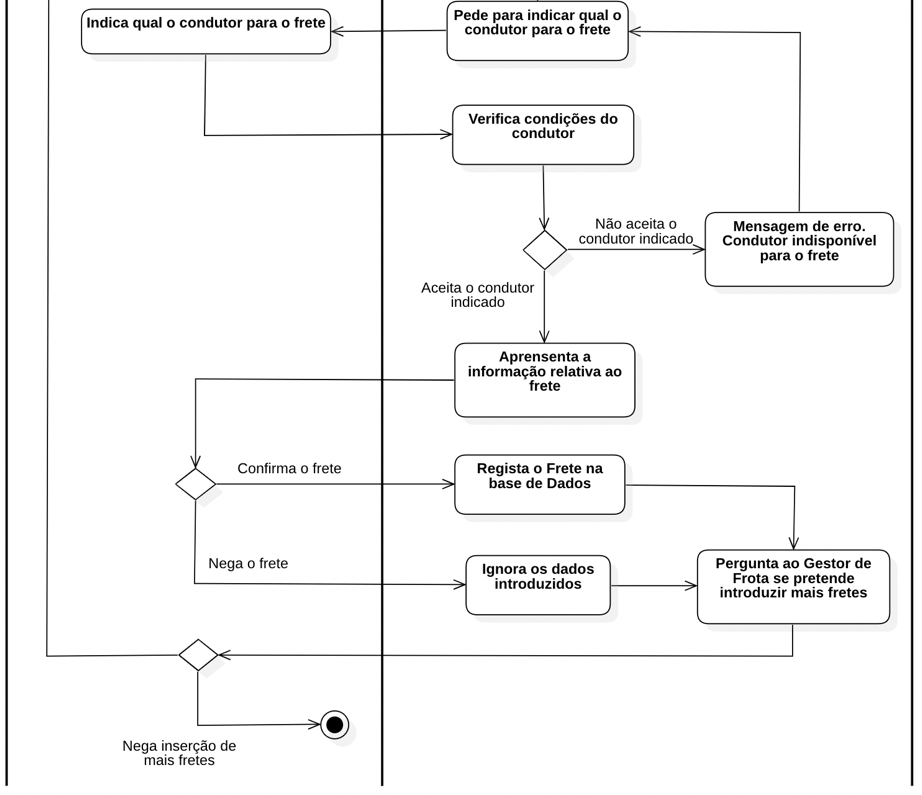 Indica qual o condutor para o frete
Pede para indicar qual o
condutor para o frete
Verifica condições do
condutor
Não aceita o
condutor indicado
Mensagem de erro.
Condutor indisponível
para o frete
Aceita o condutor
indicado
Aprensenta a
informação relativa ao
frete
Confirma o frete
Regista o Frete na
base de Dados
Nega o frete
Ignora os dados
introduzidos
Pergunta ao Gestor de
Frota se pretende
introduzir mais fretes
Nega inserção de
mais fretes